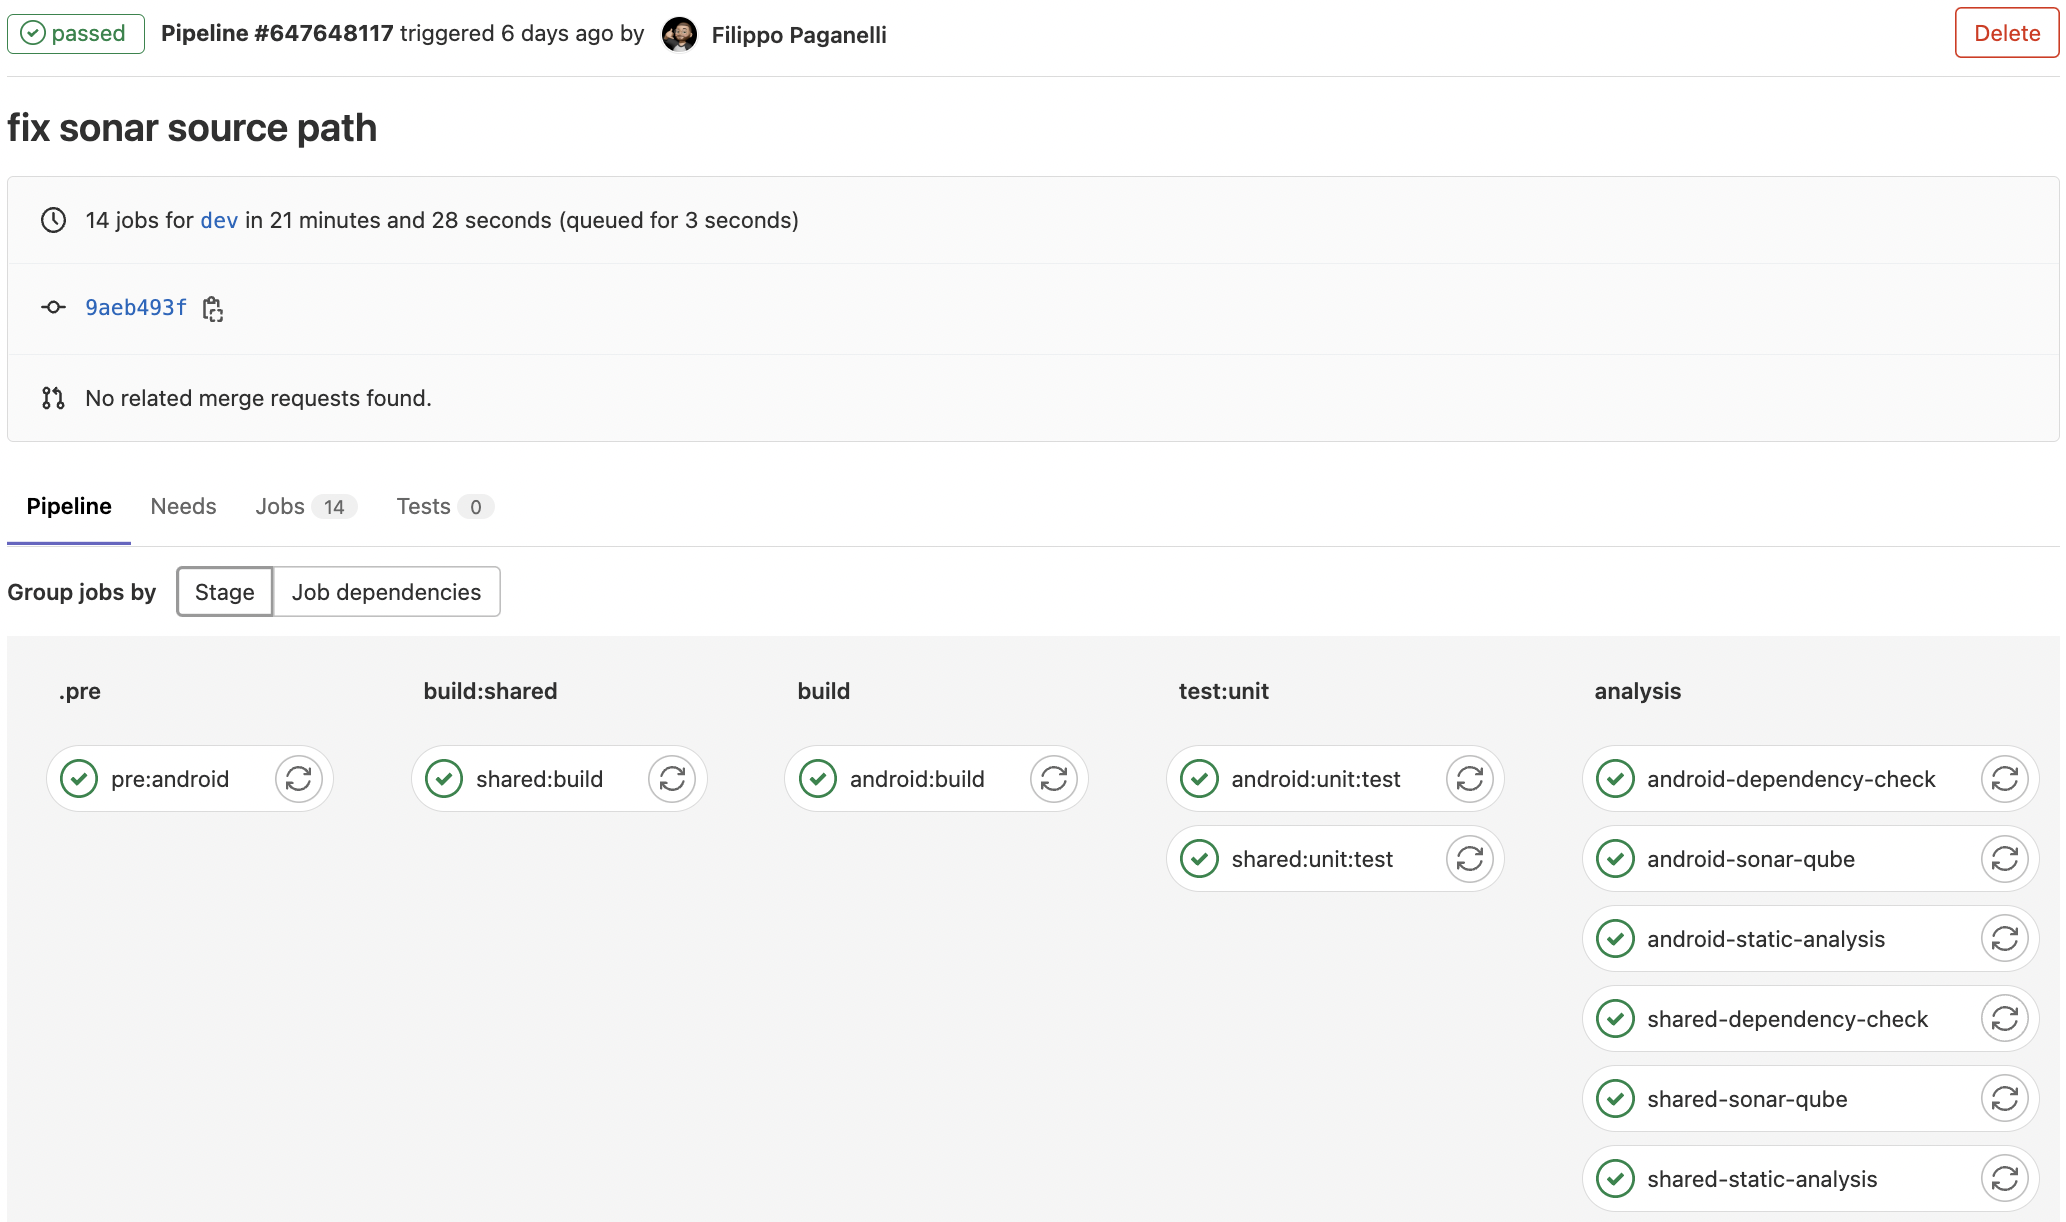 passed Pipeline #647648117 triggered 6 days ago by Filippo Paganelli Delete
fix sonar source path
14 jobs for dev in 21 minutes and 28 seconds (queued for 3 seconds)
9aeb493f
No related merge requests found.
Pipeline Needs Jobs 14 Tests 0
Group jobs by Stage Job dependencies
.pre build:shared build test:unit analysis
pre:android shared:build android:build android:unit:test android-dependency-check
shared:unit:test android-sonar-qube
android-static-analysis
shared-dependency-check
shared-sonar-qube
shared-static-analysis